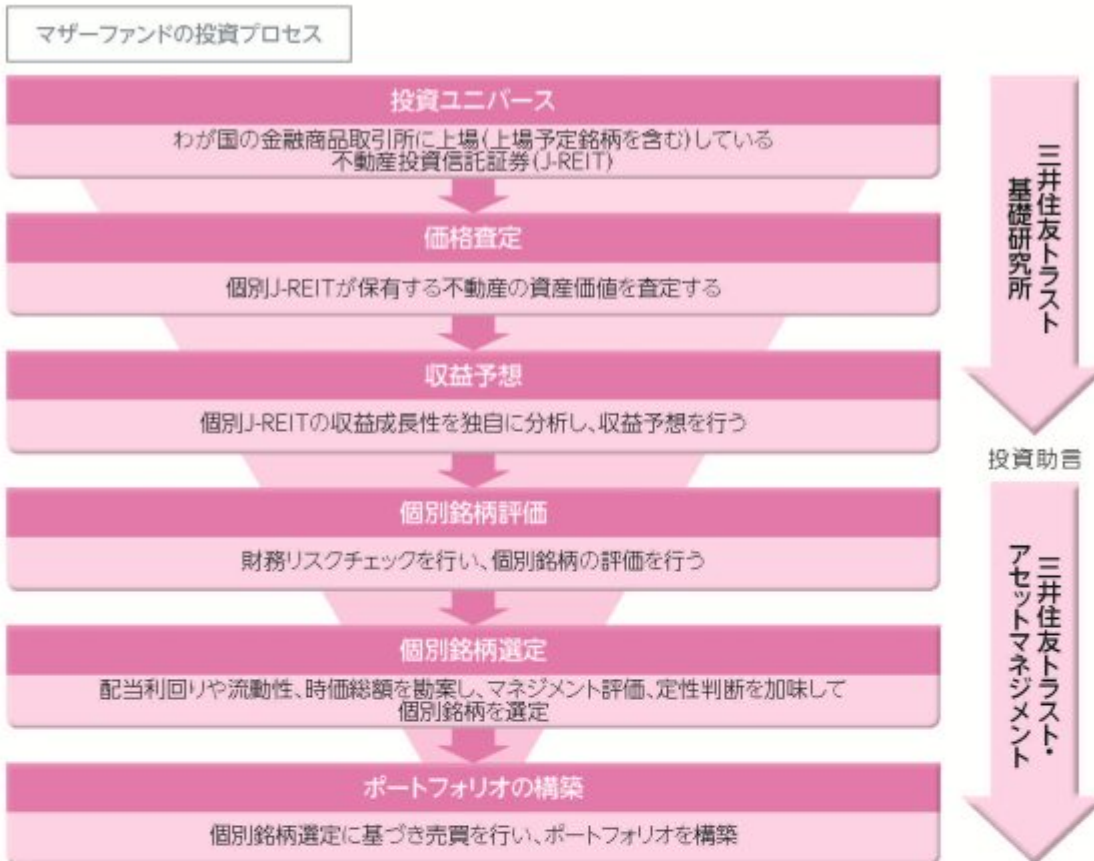 マザーファンドの投資プロセス
投資ユニバース
わが国の金融商品取引所に上場(上場予定銘柄を含む)している
不動産投資信託証券(J-REIT)
価格査定
個別J-REITが保有する不動産の資産価値を査定する
収益予想
個別J-REITの収益成長性を独自に分析し、収益予想を行う
個別銘柄評価
財務リスクチェックを行い、個別銘柄の評価を行う
個別銘柄選定
配当利回りや流動性、時価総額を勘案し、マネジメント評価、定性判断を加味して
個別銘柄を選定
ポートフォリオの構築
個別銘柄選定に基づき売買を行い、ポートフォリオを構築
三井住友トラスト
基礎研究所
投資助言
三井住友トラスト・
アセットマネジメント